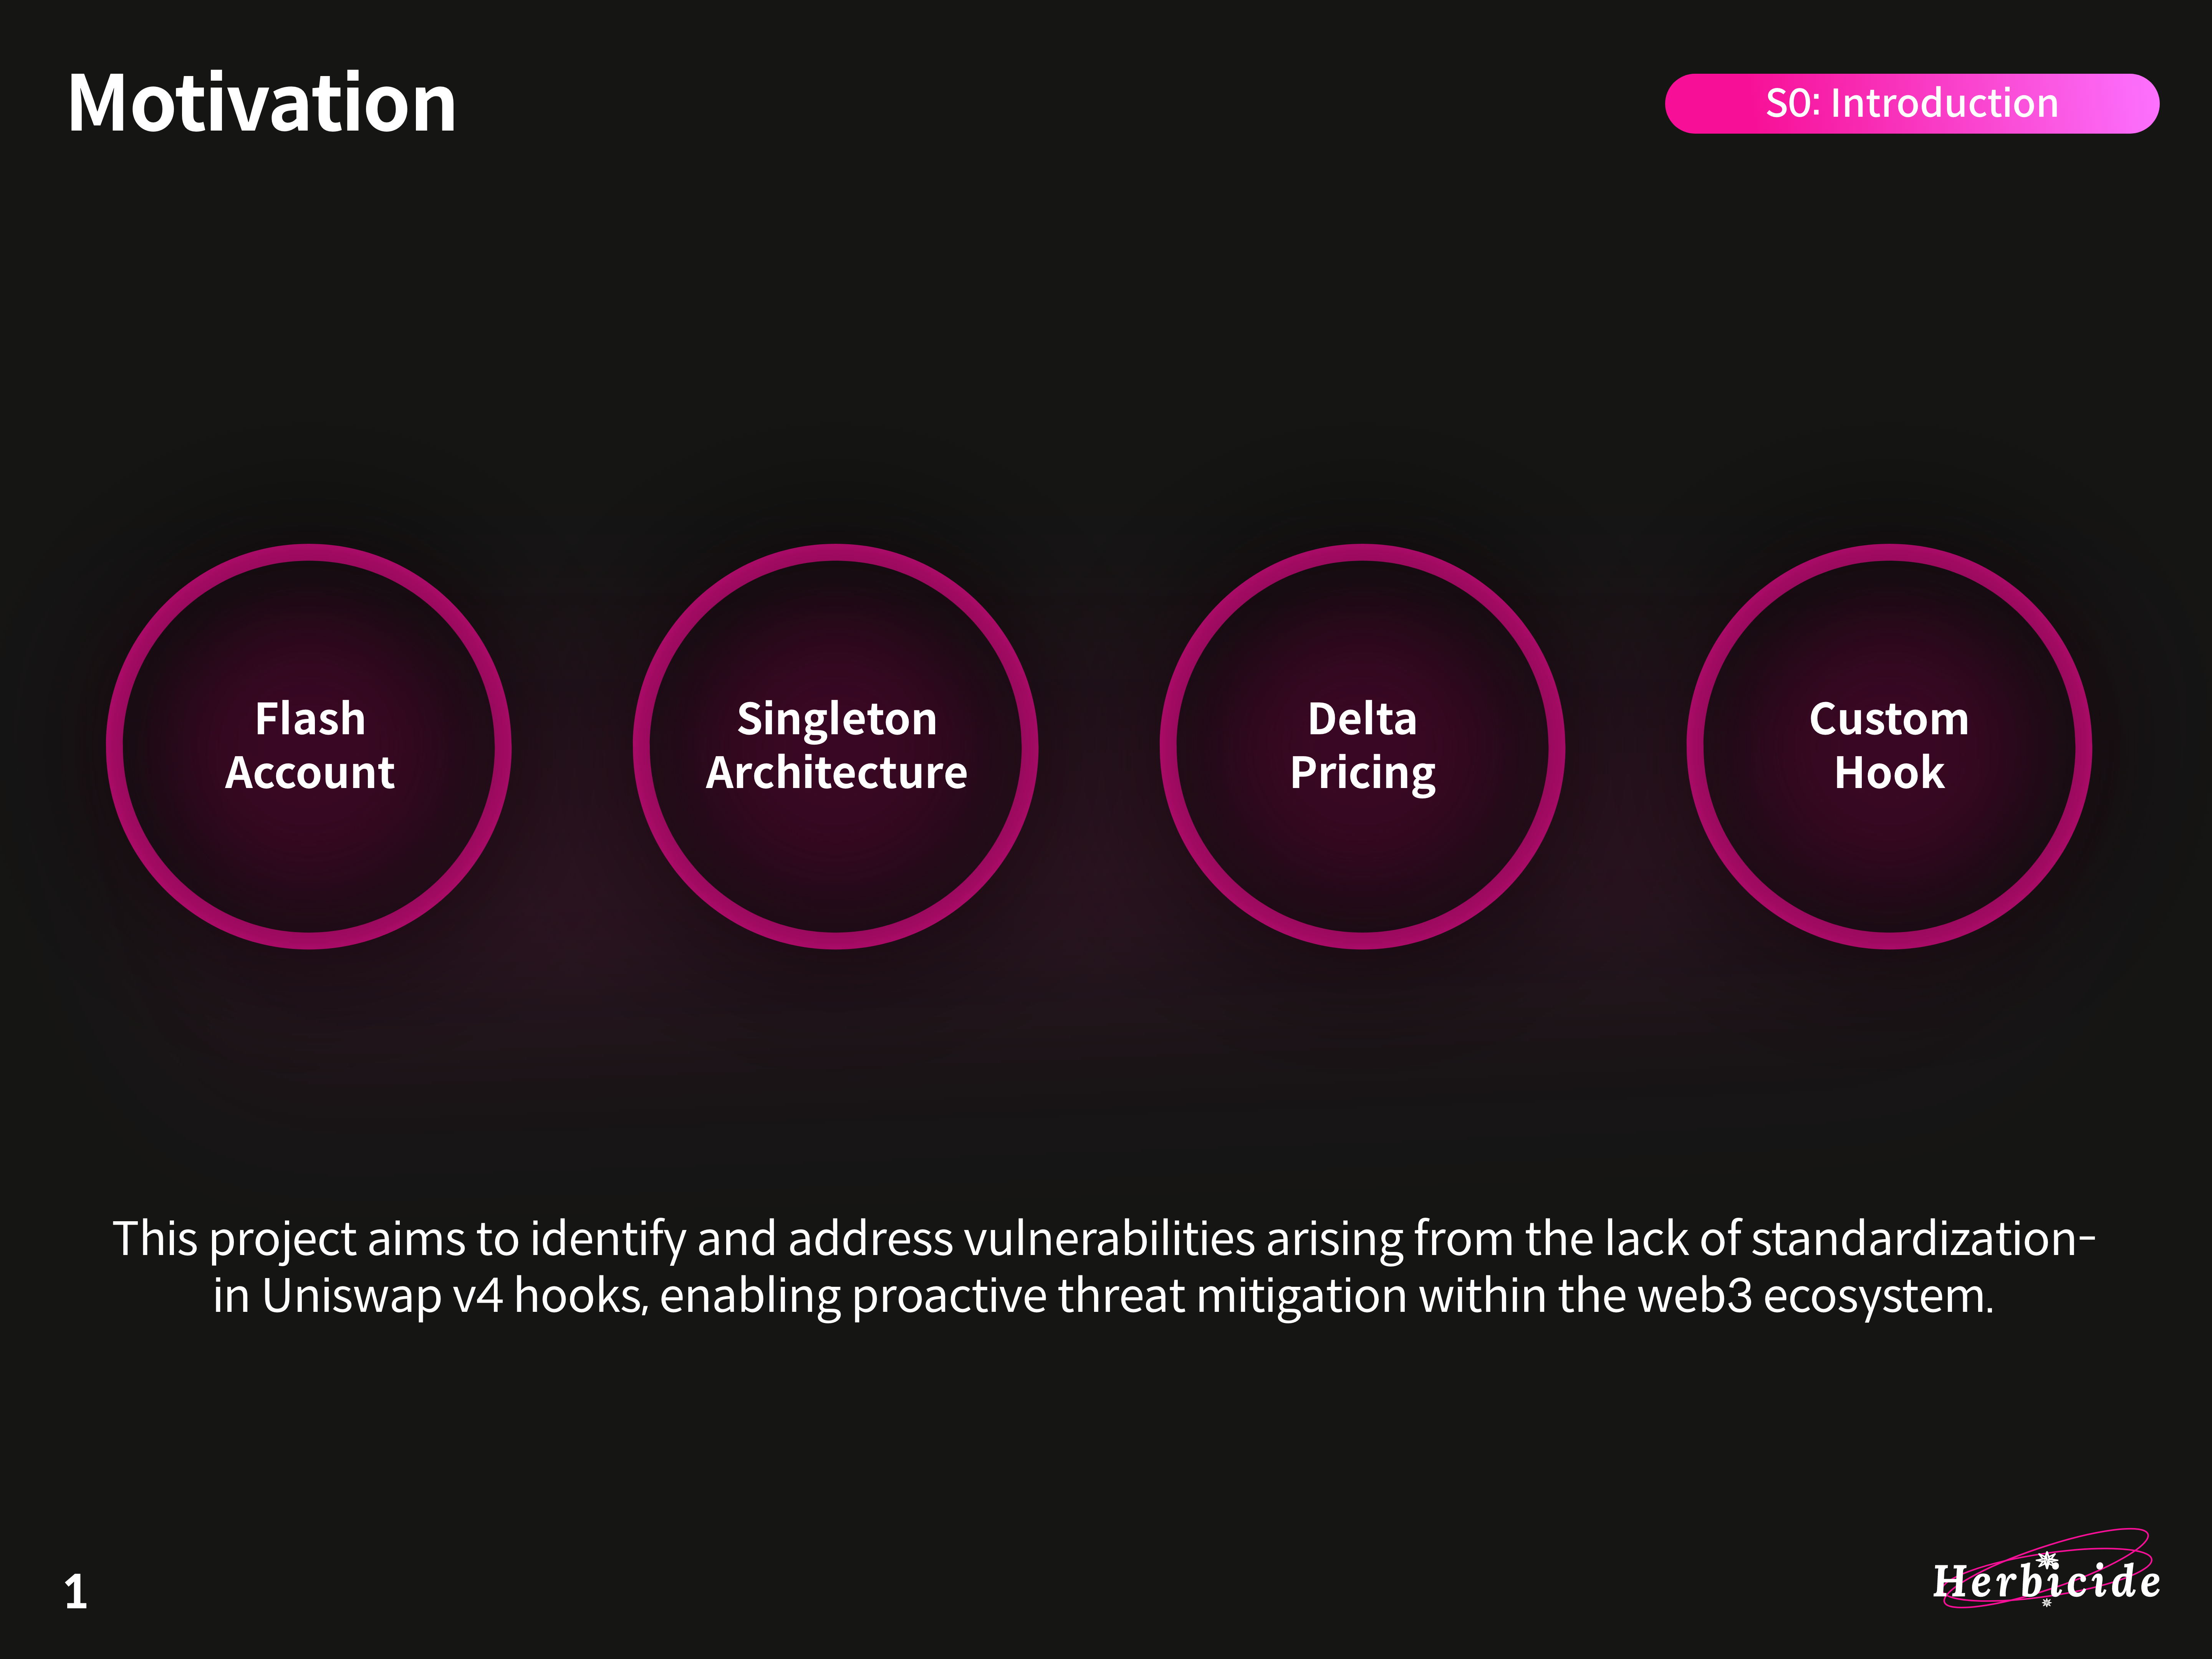 Motivation
S0: Introduction
Flash
Account
Singleton
Architecture
Delta
Pricing
Custom
Hook
This project aims to identify and address vulnerabilities arising from the lack of standardization-
in Uniswap v4 hooks, enabling proactive threat mitigation within the web3 ecosystem.
1
Herbicide